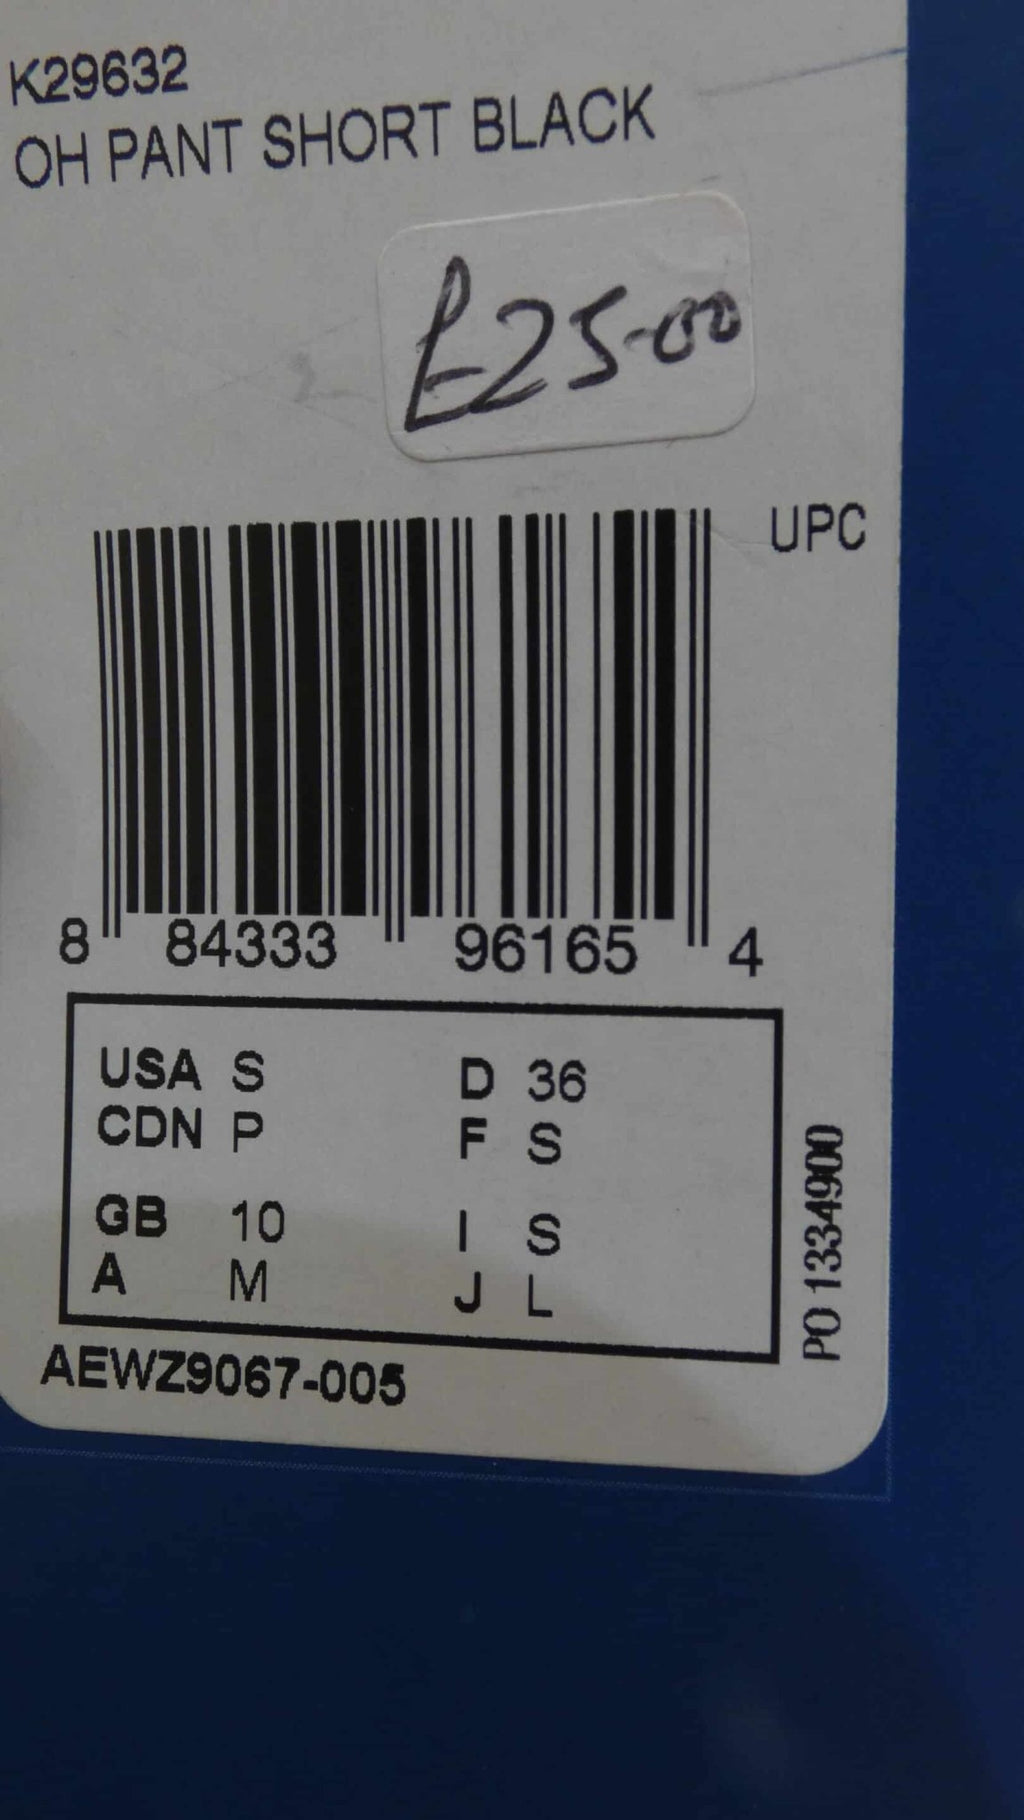 K29632
OH PANT SHORT BLACK
£25.00
UPC
8 84333 96165 4
USA S D 36
CDN P F S
GB 10 I S
A M J L
PO 1334900
AEWZ9067-005